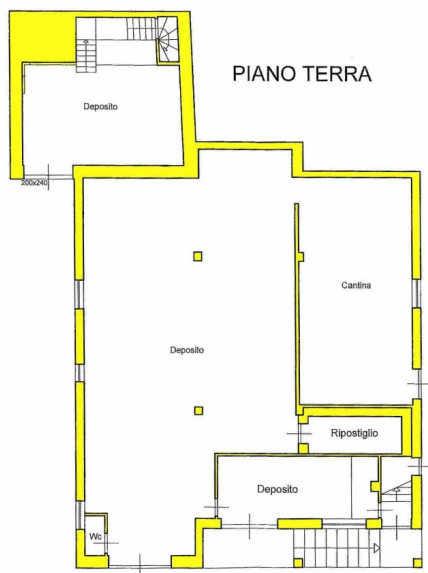 PIANO TERRA
Deposito
200x240
Cantina
Deposito
Ripostiglio
Deposito
Wc